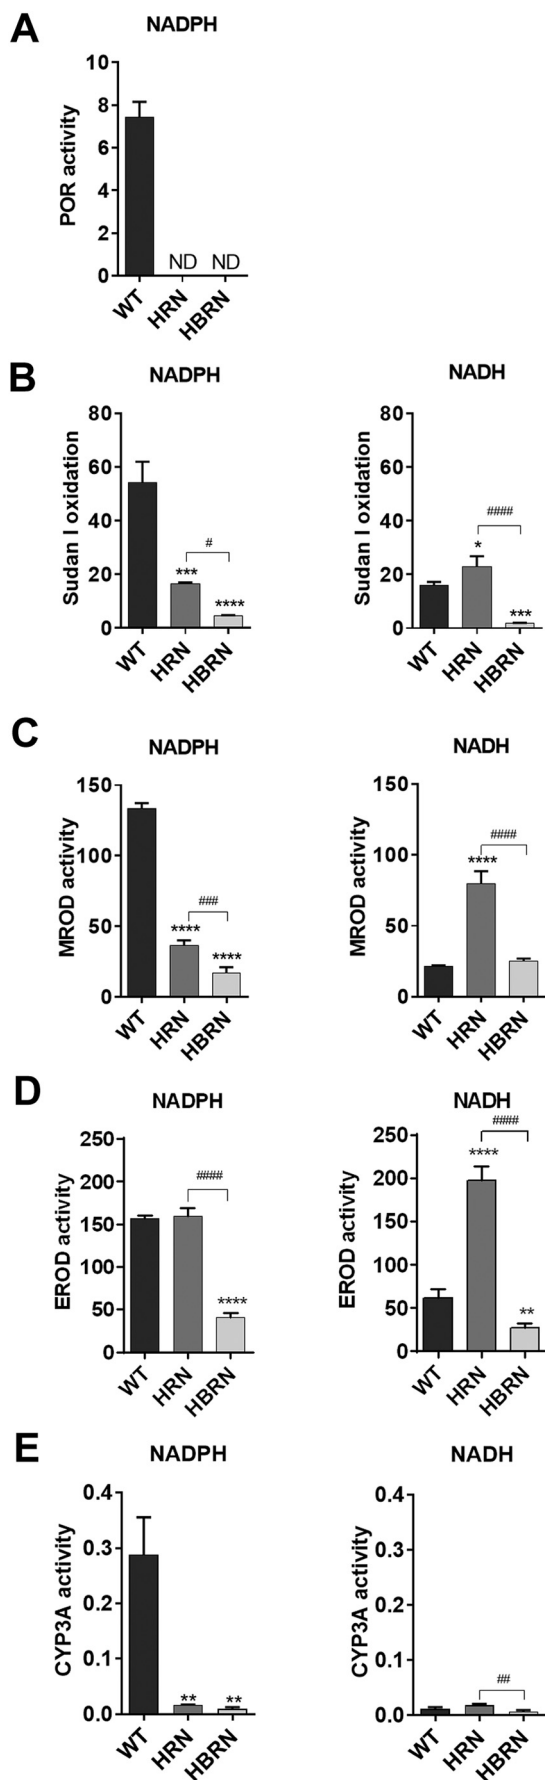 A
NADPH
POR activity
10
8
6
4
2
0
ND ND
WT HRN HBRN
B
NADPH
Sudan I oxidation
80
60
40
20
0
#
***
****
WT HRN HBRN
NADH
Sudan I oxidation
80
60
40
20
0
####
*
***
WT HRN HBRN
C
NADPH
MROD activity
150
100
50
0
###
****
****
WT HRN HBRN
NADH
MROD activity
150
100
50
0
####
****
WT HRN HBRN
D
NADPH
EROD activity
250
200
150
100
50
0
####
****
WT HRN HBRN
NADH
EROD activity
250
200
150
100
50
0
####
****
**
WT HRN HBRN
E
NADPH
CYP3A activity
0.4
0.3
0.2
0.1
0.0
** **
WT HRN HBRN
NADH
CYP3A activity
0.4
0.3
0.2
0.1
0.0
##
WT HRN HBRN